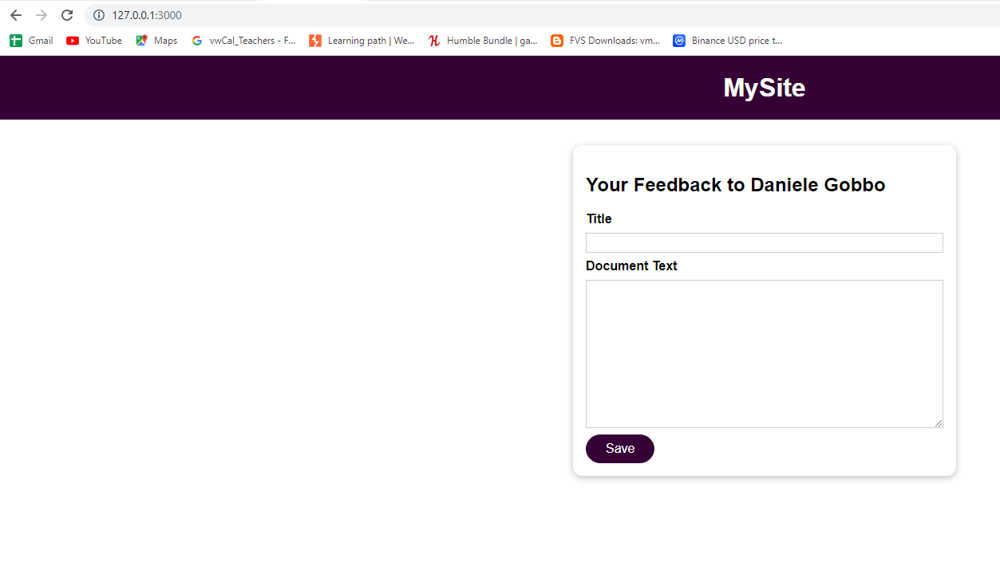 127.0.0.1:3000
Gmail YouTube Maps vwCal_Teachers - F... Learning path | We... Humble Bundle | ga... FVS Downloads: vm... Binance USD price t...
MySite
Your Feedback to Daniele Gobbo
Title
Document Text
Save